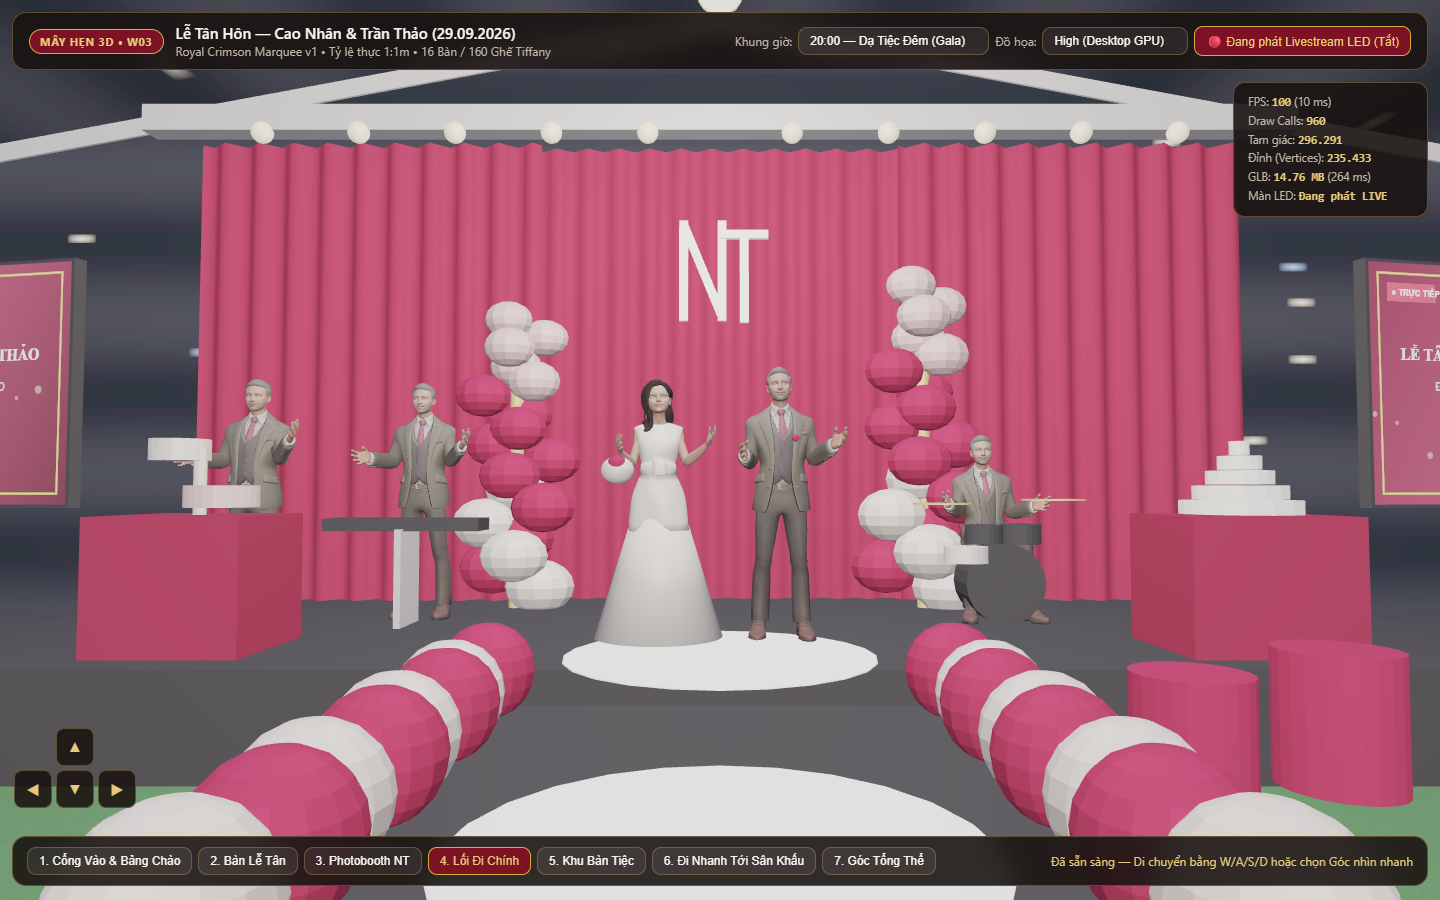 MÂY HẸN 3D • W03
Lễ Tân Hôn — Cao Nhân & Trần Thảo (29.09.2026)
Royal Crimson Marquee v1 • Tỷ lệ thực 1:1m • 16 Bàn / 160 Ghế Tiffany
Khung giờ:
20:00 — Dạ Tiệc Đêm (Gala)
Đồ họa:
High (Desktop GPU)
Đang phát Livestream LED (Tắt)
FPS: 100 (10 ms)
Draw Calls: 960
Tam giác: 296.291
Đỉnh (Vertices): 235.433
GLB: 14.76 MB (264 ms)
Màn LED: Đang phát LIVE
NT
THẢO
• TRỰC TIẾP
LỄ TÂ
▲
◀
▼
▶
1. Cổng Vào & Bảng Chào
2. Bàn Lễ Tân
3. Photobooth NT
4. Lối Đi Chính
5. Khu Bàn Tiệc
6. Đi Nhanh Tới Sân Khấu
7. Góc Tổng Thể
Đã sẵn sàng — Di chuyển bằng W/A/S/D hoặc chọn Góc nhìn nhanh